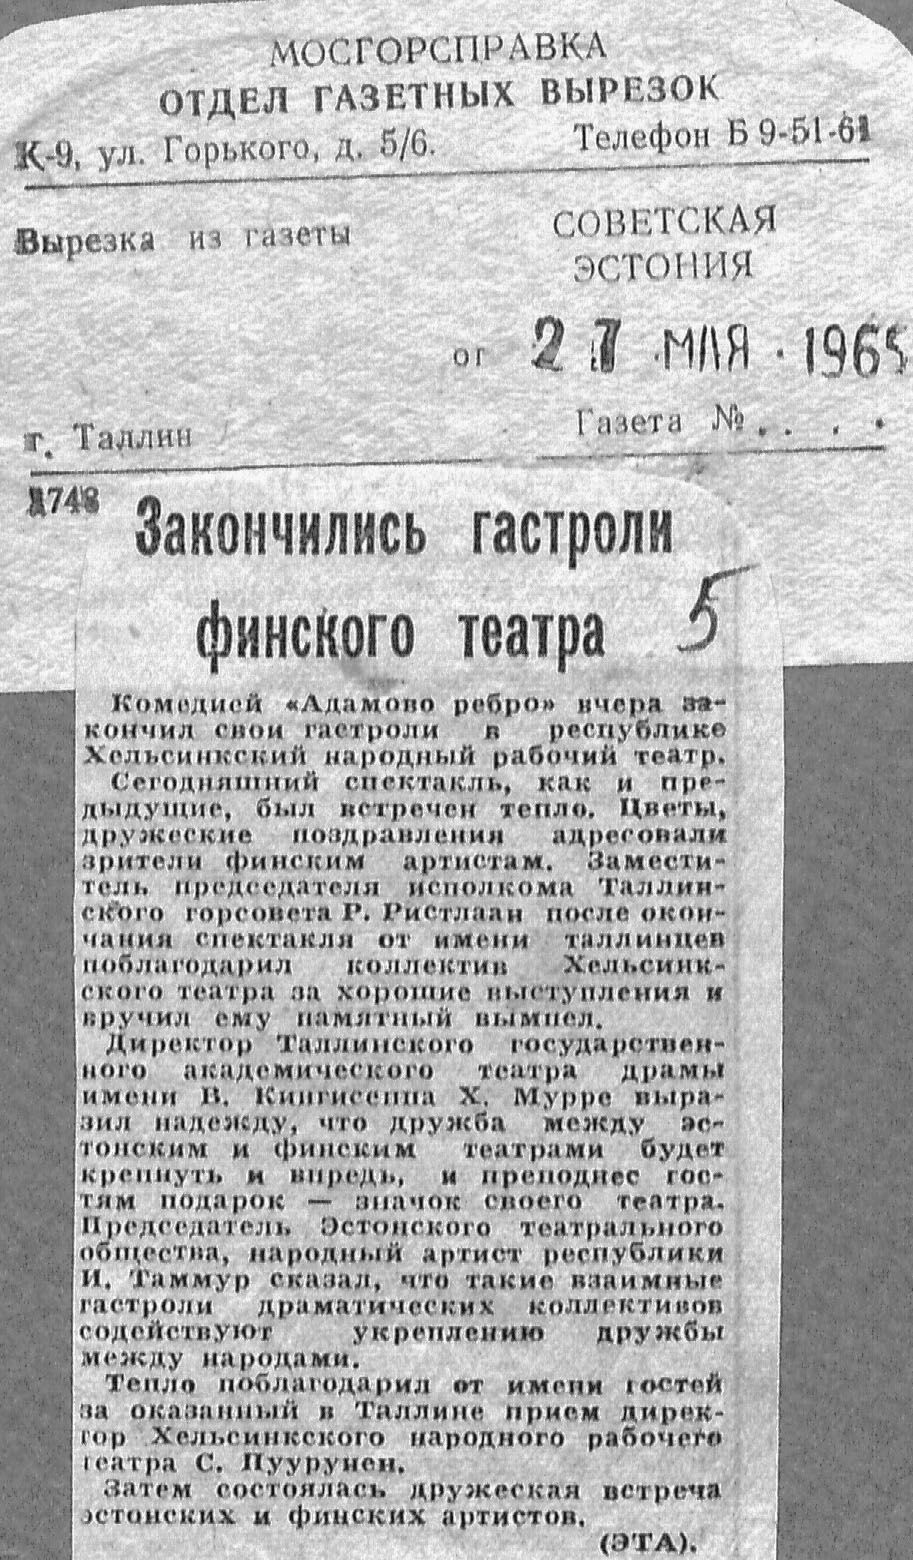 МОСГОРСПРАВКА
ОТДЕЛ ГАЗЕТНЫХ ВЫРЕЗОК
К-9, ул. Горького, д. 5/6. Телефон Б 9-51-61
Вырезка из газеты
СОВЕТСКАЯ
ЭСТОНИЯ
от 27 МАЯ · 1965
г. Таллин Газета № . . . .
1748
Закончились гастроли
финского театра 5
Комедией «Адамово ребро» вчера за-
кончил свои гастроли в республике
Хельсинкский народный рабочий театр.
Сегодняшний спектакль, как и пре-
дыдущие, был встречен тепло. Цветы,
дружеские поздравления адресовали
зрители финским артистам. Замести-
тель председателя исполкома Таллин-
ского горсовета Р. Ристлаан после окон-
чания спектакля от имени таллинцев
поблагодарил коллектив Хельсинк-
ского театра за хорошие выступления и
вручил ему памятный вымпел.
Директор Таллинского государствен-
ного академического театра драмы
имени В. Кингисеппа Х. Мурре выра-
зил надежду, что дружба между эс-
тонским и финским театрами будет
крепнуть и впредь, и преподнес гос-
тям подарок — значок своего театра.
Председатель Эстонского театрального
общества, народный артист республики
И. Таммур сказал, что такие взаимные
гастроли драматических коллективов
содействуют укреплению дружбы
между народами.
Тепло поблагодарил от имени гостей
за оказанный в Таллине прием дирек-
тор Хельсинкского народного рабочего
театра С. Пуурунен.
Затем состоялась дружеская встреча
эстонских и финских артистов.
(ЭТА).